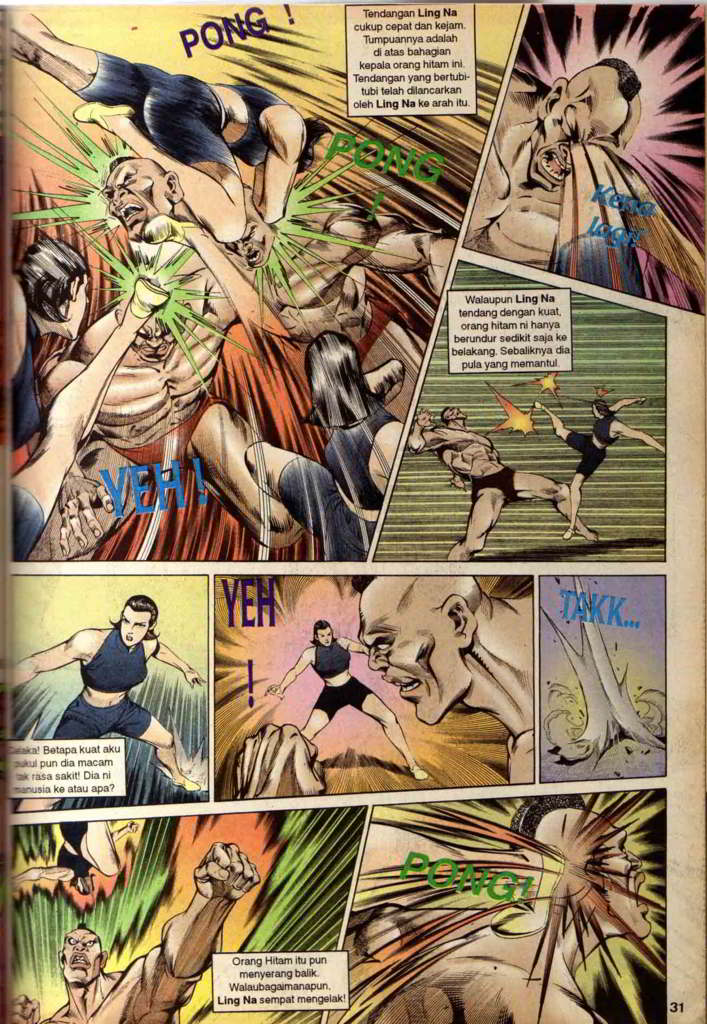 PONG !
Tendangan Ling Na
cukup cepat dan kejam.
Tumpuannya adalah
di atas bahagian
kepala orang hitam ini.
Tendangan yang bertubi-
tubi telah dilancarkan
oleh Ling Na ke arah itu.
PONG
!
YEH !
Kena
lagi!
Walaupun Ling Na
tendang dengan kuat,
orang hitam ni hanya
berundur sedikit saja ke
belakang. Sebaliknya dia
pula yang memantul.
Betapa kuat aku
pukul pun dia macam
tak rasa sakit! Dia ni
manusia ke atau apa?
YEH
!
TAKK...
Orang Hitam itu pun
menyerang balik.
Walaubagaimanapun,
Ling Na sempat mengelak!
PONG!
31